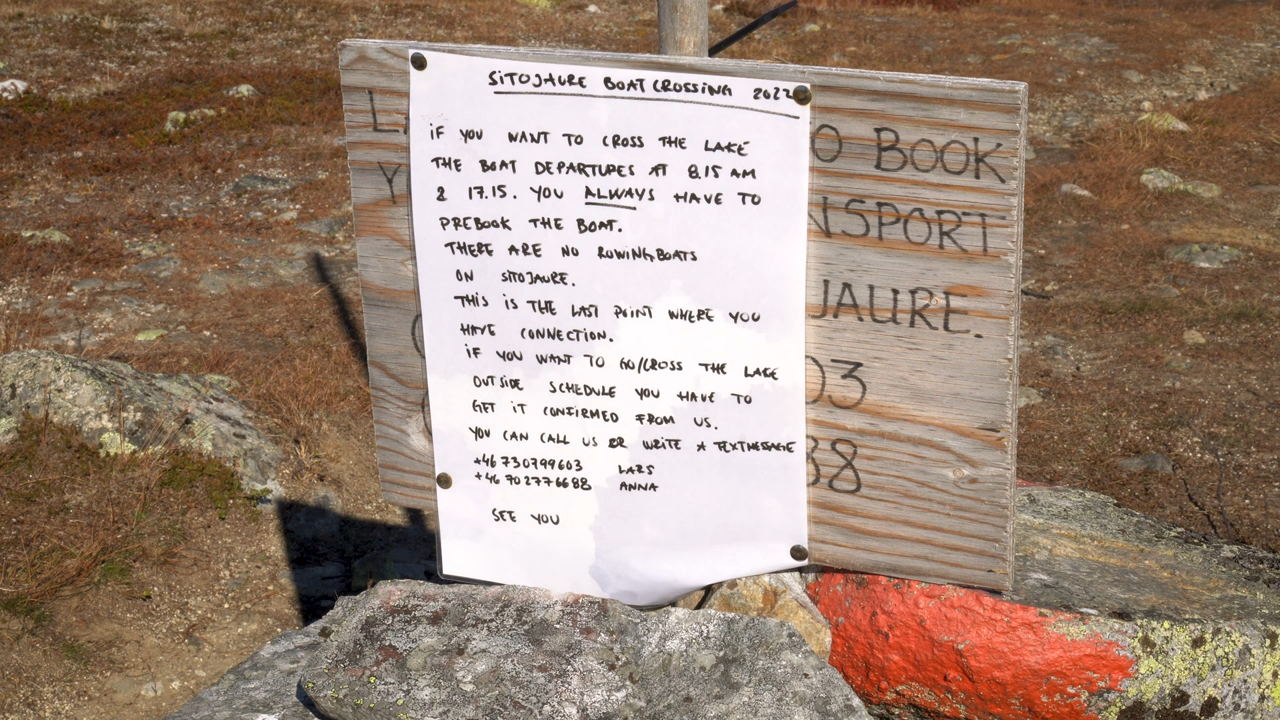 SITOJAURE BOAT CROSSING 2022
IF YOU WANT TO CROSS THE LAKE
THE BOAT DEPARTURES AT 8.15 AM
& 17.15. YOU ALWAYS HAVE TO
PREBOOK THE BOAT.
THERE ARE NO ROWINGBOATS
ON SITOJAURE.
THIS IS THE LAST POINT WHERE YOU
HAVE CONNECTION.
IF YOU WANT TO GO/CROSS THE LAKE
OUTSIDE SCHEDULE YOU HAVE TO
GET IT CONFIRMED FROM US.
YOU CAN CALL US OR WRITE A TEXTMESSAGE
+46 730799603 LARS
+46 702776688 ANNA
SEE YOU
O BOOK
NSPORT
JAURE.
03
88